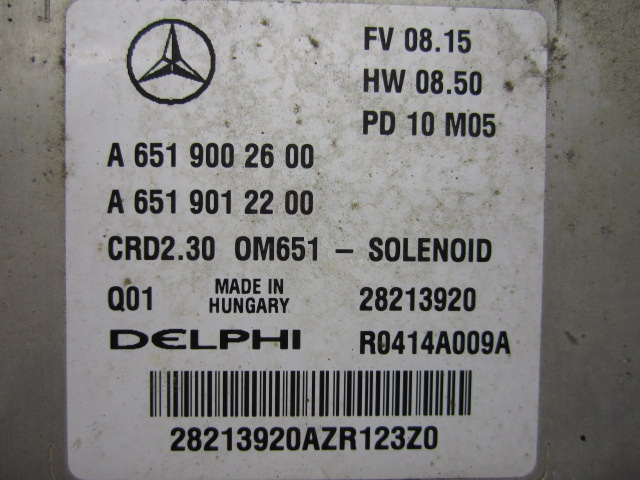 FV 08.15
HW 08.50
PD 10 M05
A 651 900 26 00
A 651 901 22 00
CRD2.30 OM651 – SOLENOID
Q01 MADE IN HUNGARY 28213920
DELPHI R0414A009A
28213920AZR123Z0